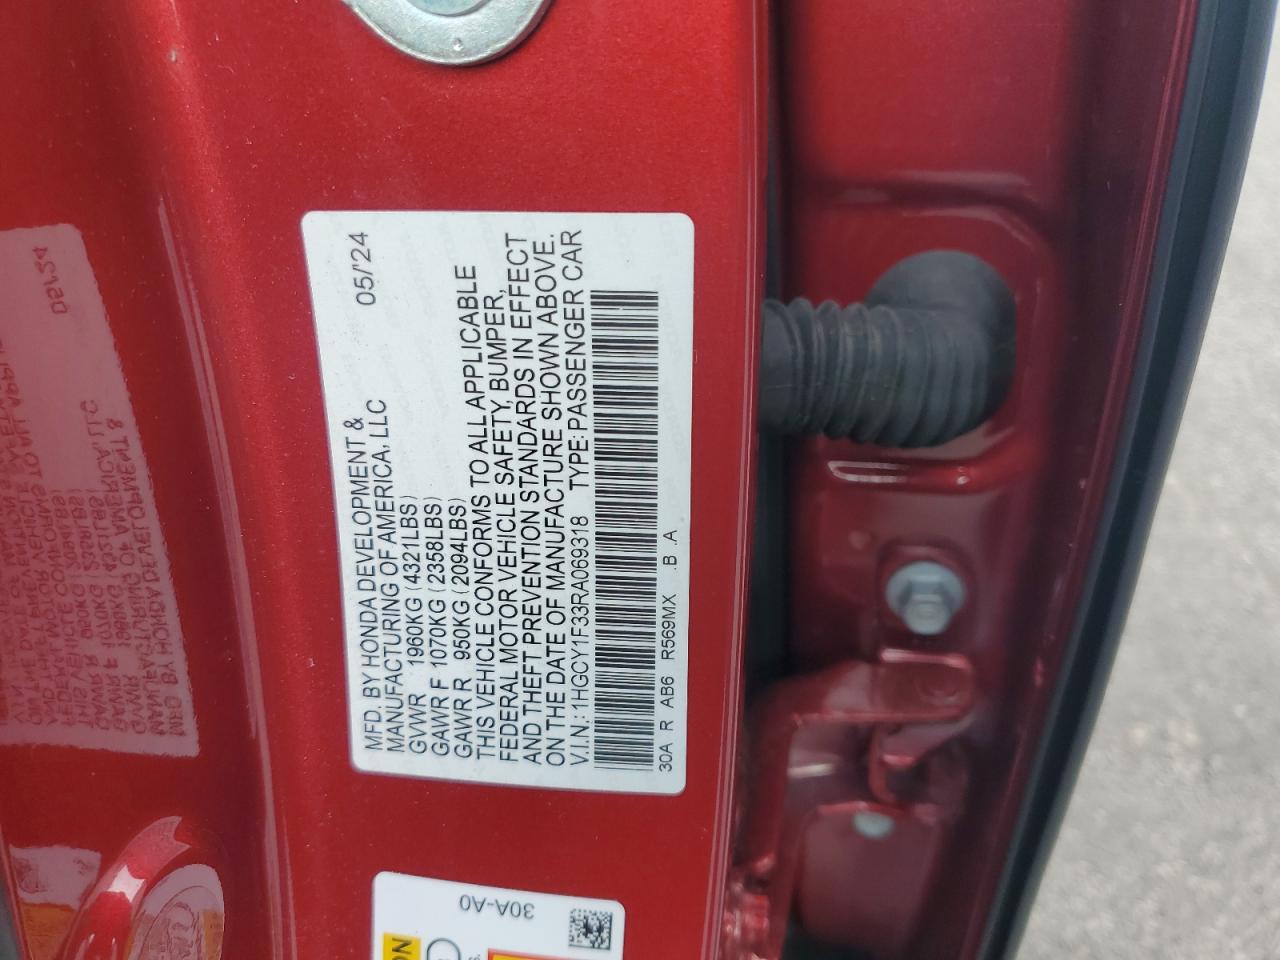 MFD. BY HONDA DEVELOPMENT & 05/'24
MANUFACTURING OF AMERICA, LLC
GVWR 1960KG (4321LBS)
GAWR F 1070KG (2358LBS)
GAWR R 950KG (2094LBS)
THIS VEHICLE CONFORMS TO ALL APPLICABLE
FEDERAL MOTOR VEHICLE SAFETY, BUMPER,
AND THEFT PREVENTION STANDARDS IN EFFECT
ON THE DATE OF MANUFACTURE SHOWN ABOVE.
V.I.N.: 1HGCY1F33RA069318 TYPE: PASSENGER CAR
30A R AB6 R569MX .B .A
30A-A0